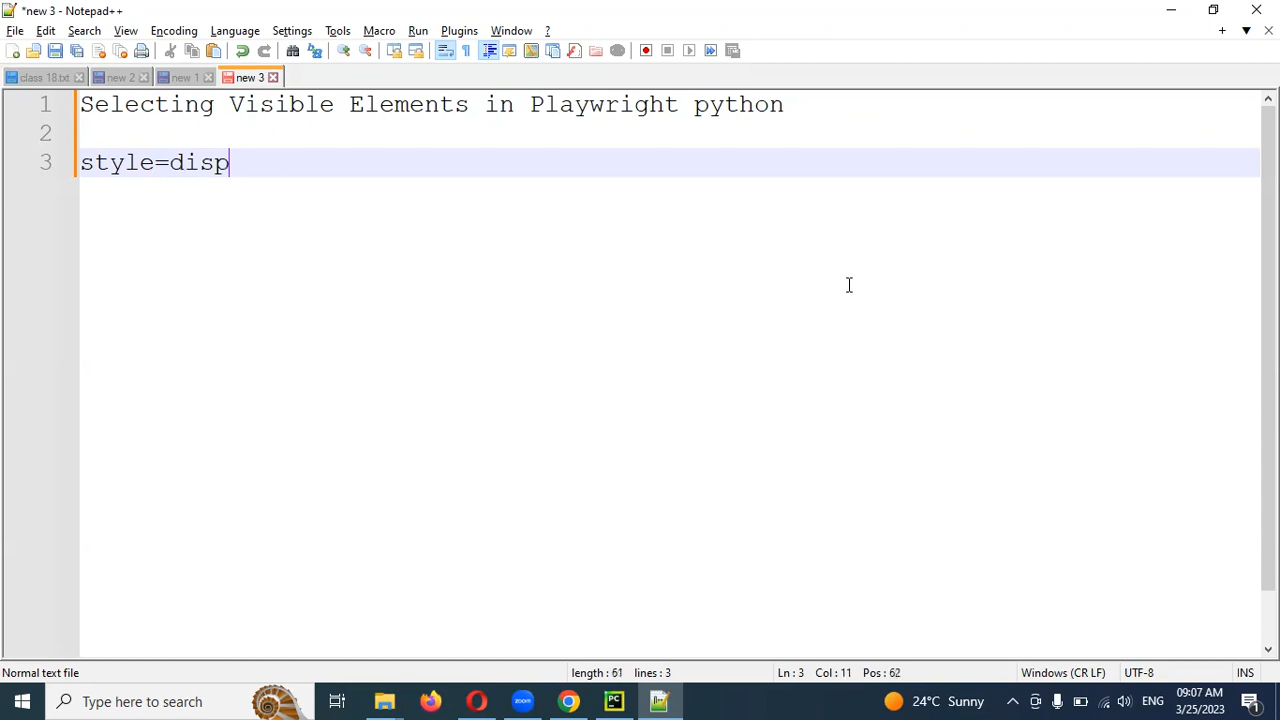 *new 3 - Notepad++
File Edit Search View Encoding Language Settings Tools Macro Run Plugins Window ?
class 18.txt new 2 new 1 new 3
1 Selecting Visible Elements in Playwright python
2
3 style=disp
Normal text file length : 61 lines : 3 Ln : 3 Col : 11 Pos : 62 Windows (CR LF) UTF-8 INS
Type here to search zoom PC 24°C Sunny ENG 09:07 AM
3/25/2023 1